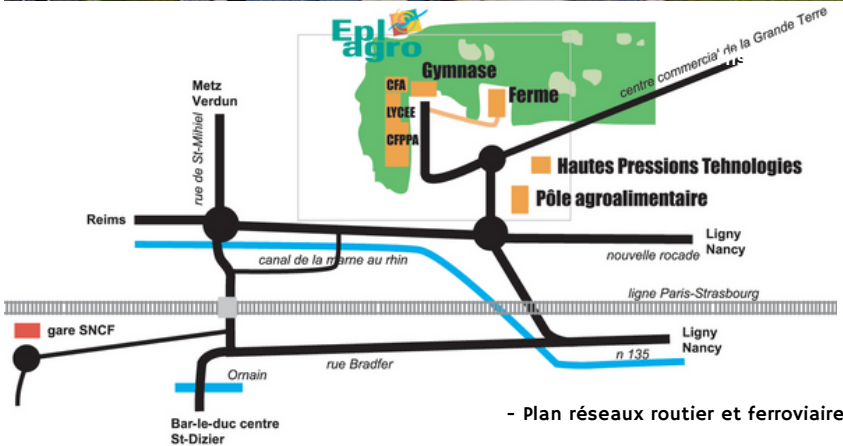 Epl
agro
centre commercia' de la Grande Terre
Gymnase
CFA
Ferme
LYCEE
CFPPA
Metz
Verdun
rue de St-Mihiel
Hautes Pressions Tehnologies
Pôle agroalimentaire
Reims
Ligny
Nancy
nouvelle rocade
canal de la marne au rhin
ligne Paris-Strasbourg
gare SNCF
Ligny
Nancy
n 135
rue Bradfer
Ornain
Bar-le-duc centre
St-Dizier
- Plan réseaux routier et ferroviaire